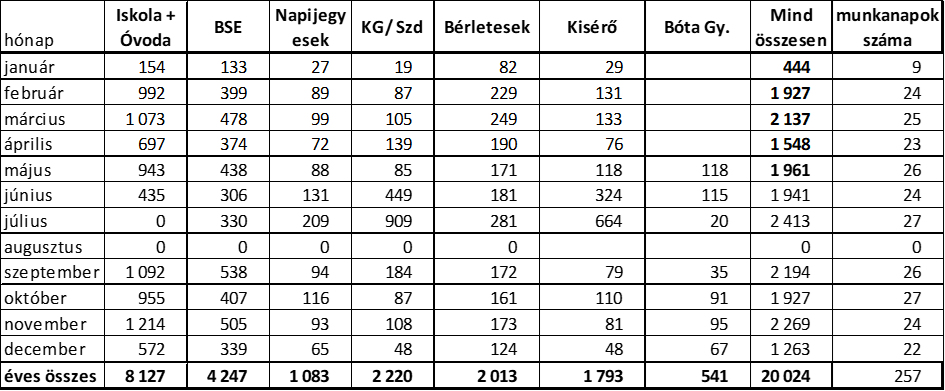 hónap Iskola + Óvoda BSE Napijegy esek KG/ Szd Bérletesek Kisérő Bóta Gy. Mind összesen munkanapok száma
január 154 133 27 19 82 29 444 9
február 992 399 89 87 229 131 1 927 24
március 1 073 478 99 105 249 133 2 137 25
április 697 374 72 139 190 76 1 548 23
május 943 438 88 85 171 118 118 1 961 26
június 435 306 131 449 181 324 115 1 941 24
július 0 330 209 909 281 664 20 2 413 27
augusztus 0 0 0 0 0 0 0 0
szeptember 1 092 538 94 184 172 79 35 2 194 26
október 955 407 116 87 161 110 91 1 927 27
november 1 214 505 93 108 173 81 95 2 269 24
december 572 339 65 48 124 48 67 1 263 22
éves összes 8 127 4 247 1 083 2 220 2 013 1 793 541 20 024 257